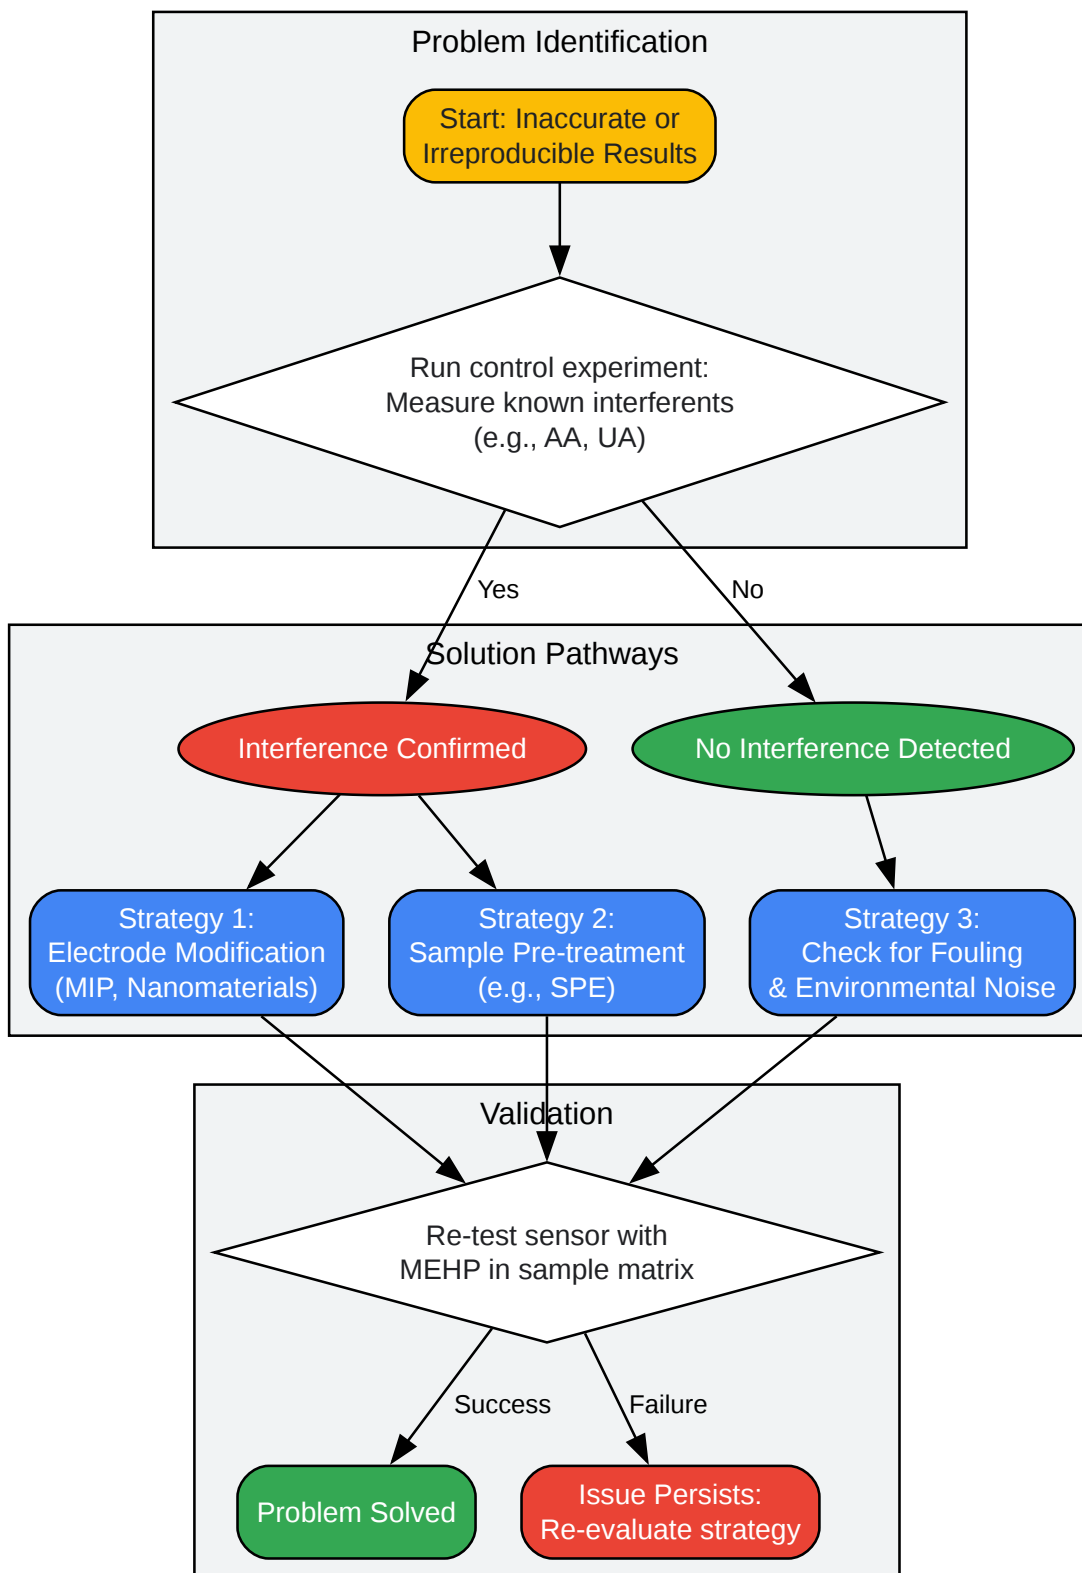 Problem Identification
Start: Inaccurate or
Irreproducible Results
Run control experiment:
Measure known interferents
(e.g., AA, UA)
Yes
No
Solution Pathways
Interference Confirmed
No Interference Detected
Strategy 1:
Electrode Modification
(MIP, Nanomaterials)
Strategy 2:
Sample Pre-treatment
(e.g., SPE)
Strategy 3:
Check for Fouling
& Environmental Noise
Validation
Re-test sensor with
MEHP in sample matrix
Success
Failure
Problem Solved
Issue Persists:
Re-evaluate strategy